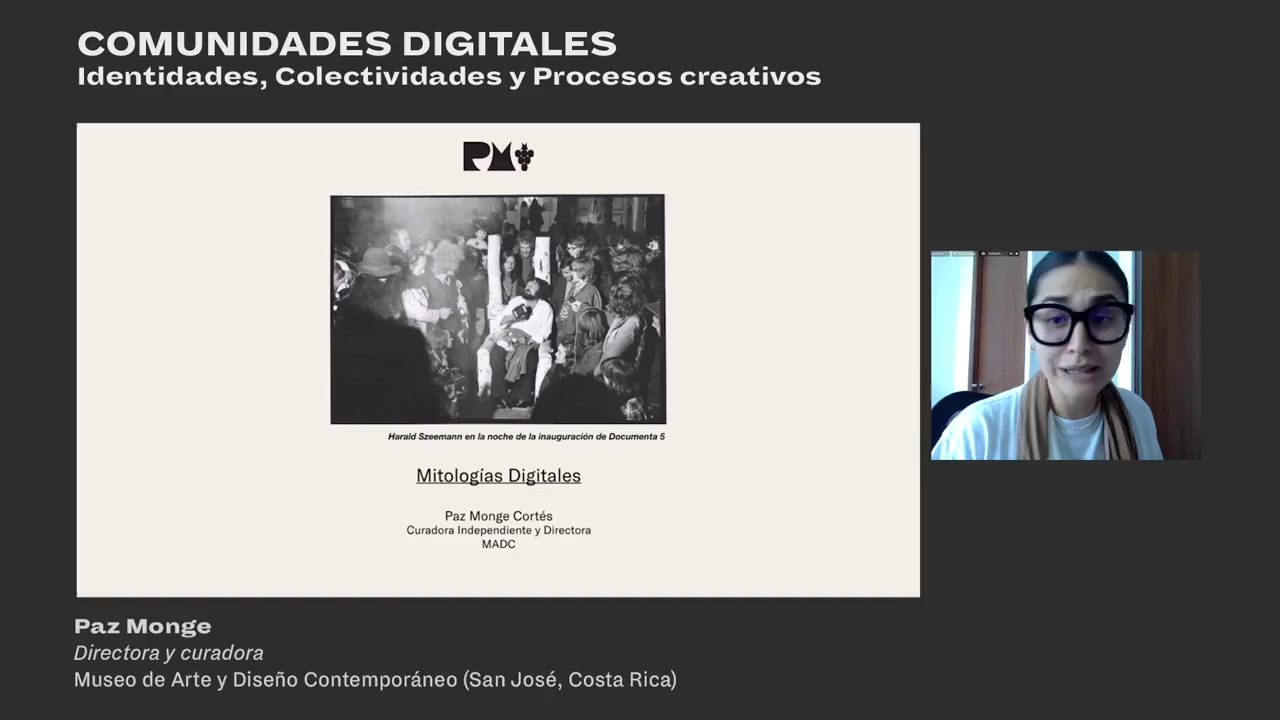 COMUNIDADES DIGITALES
Identidades, Colectividades y Procesos creativos
PM
Harald Szeemann en la noche de la inauguración de Documenta 5
Mitologías Digitales
Paz Monge Cortés
Curadora Independiente y Directora
MADC
Paz Monge
Directora y curadora
Museo de Arte y Diseño Contemporáneo (San José, Costa Rica)